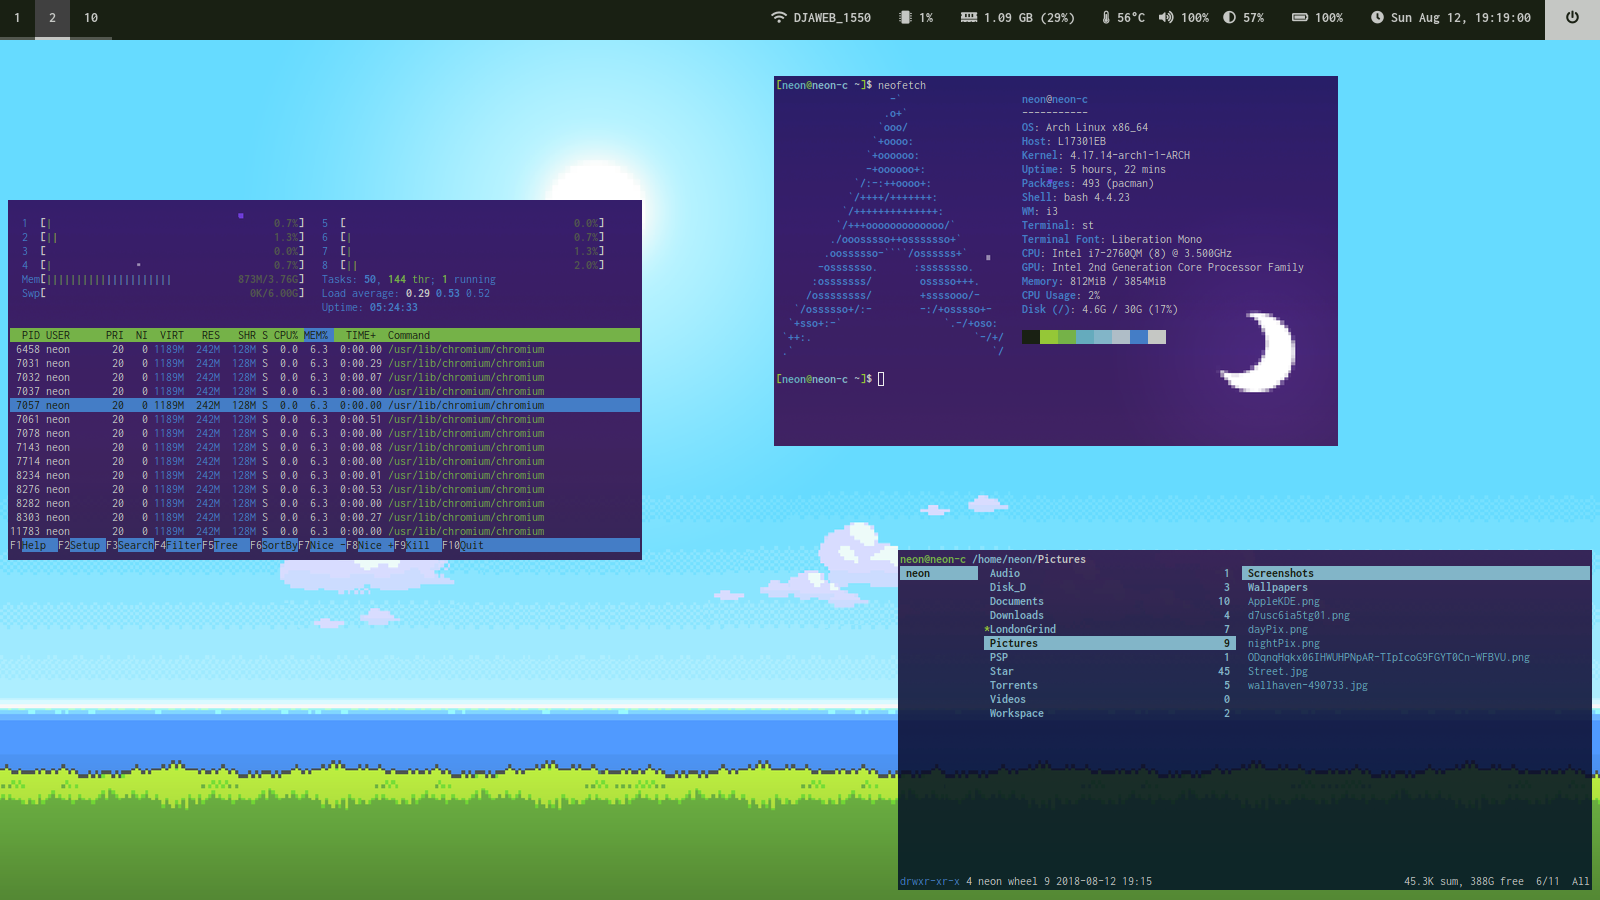 1 2 10 DJAWEB_1550 1% 1.09 GB (29%) 56°C 100% 57% 100% Sun Aug 12, 19:19:00
1 [| 0.7%] 5 [ 0.0%]
2 [|| 1.3%] 6 [| 0.7%]
3 [ 0.0%] 7 [| 1.3%]
4 [| 0.7%] 8 [|| 2.0%]
Mem[||||||||||||||||||||| 873M/3.76G] Tasks: 50, 144 thr; 1 running
Swp[ 0K/6.00G] Load average: 0.29 0.53 0.52
Uptime: 05:24:33
PID USER PRI NI VIRT RES SHR S CPU% MEM% TIME+ Command
6458 neon 20 0 1189M 242M 128M S 0.0 6.3 0:00.00 /usr/lib/chromium/chromium
7031 neon 20 0 1189M 242M 128M S 0.0 6.3 0:00.29 /usr/lib/chromium/chromium
7032 neon 20 0 1189M 242M 128M S 0.0 6.3 0:00.07 /usr/lib/chromium/chromium
7037 neon 20 0 1189M 242M 128M S 0.0 6.3 0:00.00 /usr/lib/chromium/chromium
7057 neon 20 0 1189M 242M 128M S 0.0 6.3 0:00.00 /usr/lib/chromium/chromium
7061 neon 20 0 1189M 242M 128M S 0.0 6.3 0:00.51 /usr/lib/chromium/chromium
7078 neon 20 0 1189M 242M 128M S 0.0 6.3 0:00.00 /usr/lib/chromium/chromium
7143 neon 20 0 1189M 242M 128M S 0.0 6.3 0:00.08 /usr/lib/chromium/chromium
7714 neon 20 0 1189M 242M 128M S 0.0 6.3 0:00.00 /usr/lib/chromium/chromium
8234 neon 20 0 1189M 242M 128M S 0.0 6.3 0:00.01 /usr/lib/chromium/chromium
8276 neon 20 0 1189M 242M 128M S 0.0 6.3 0:00.53 /usr/lib/chromium/chromium
8282 neon 20 0 1189M 242M 128M S 0.0 6.3 0:00.00 /usr/lib/chromium/chromium
8303 neon 20 0 1189M 242M 128M S 0.0 6.3 0:00.27 /usr/lib/chromium/chromium
11783 neon 20 0 1189M 242M 128M S 0.0 6.3 0:00.00 /usr/lib/chromium/chromium
F1Help F2Setup F3SearchF4FilterF5Tree F6SortByF7Nice -F8Nice +F9Kill F10Quit
[neon@neon-c ~]$ neofetch
-` neon@neon-c
.o+` -----------
`ooo/ OS: Arch Linux x86_64
`+oooo: Host: L17301EB
`+oooooo: Kernel: 4.17.14-arch1-1-ARCH
-+oooooo+: Uptime: 5 hours, 22 mins
`/:-:++oooo+: Packages: 493 (pacman)
`/++++/+++++++: Shell: bash 4.4.23
`/++++++++++++++: WM: i3
`/+++ooooooooooooo/` Terminal: st
./ooosssso++osssssso+` Terminal Font: Liberation Mono
.oossssso-````/ossssss+` CPU: Intel i7-2760QM (8) @ 3.500GHz
-osssssso. :ssssssso. GPU: Intel 2nd Generation Core Processor Family
:osssssss/ osssso+++. Memory: 812MiB / 3854MiB
/ossssssss/ +ssssooo/- CPU Usage: 2%
`/ossssso+/:- -:/+osssso+- Disk (/): 4.6G / 30G (17%)
`+sso+:-` `.-/+oso:
`++:. `-/+/
.` `/
[neon@neon-c ~]$
neon@neon-c /home/neon/Pictures
neon Audio 1 Screenshots
Disk_D 3 Wallpapers
Documents 10 AppleKDE.png
Downloads 4 d7usc6ia5tg01.png
*LondonGrind 7 dayPix.png
Pictures 9 nightPix.png
PSP 1 ODqnqHqkx06IHWUHPNpAR-TIpIcoG9FGYT0Cn-WFBVU.png
Star 45 Street.jpg
Torrents 5 wallhaven-490733.jpg
Videos 0
Workspace 2
drwxr-xr-x 4 neon wheel 9 2018-08-12 19:15 45.3K sum, 388G free 6/11 All